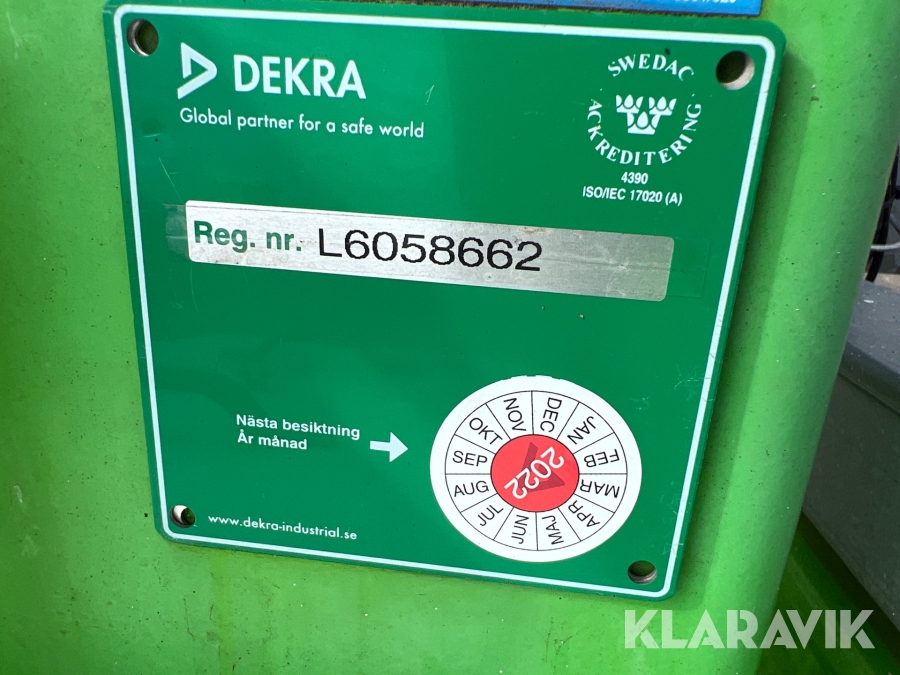 DEKRA
Global partner for a safe world
SWEDAC
ACKREDITERING
4390
ISO/IEC 17020 (A)
Reg. nr. L6058662
Nästa besiktning
År månad
JAN
FEB
MAR
APR
MAJ
JUN
JUL
AUG
SEP
OKT
NOV
DEC
2022
www.dekra-industrial.se
KLARAVIK